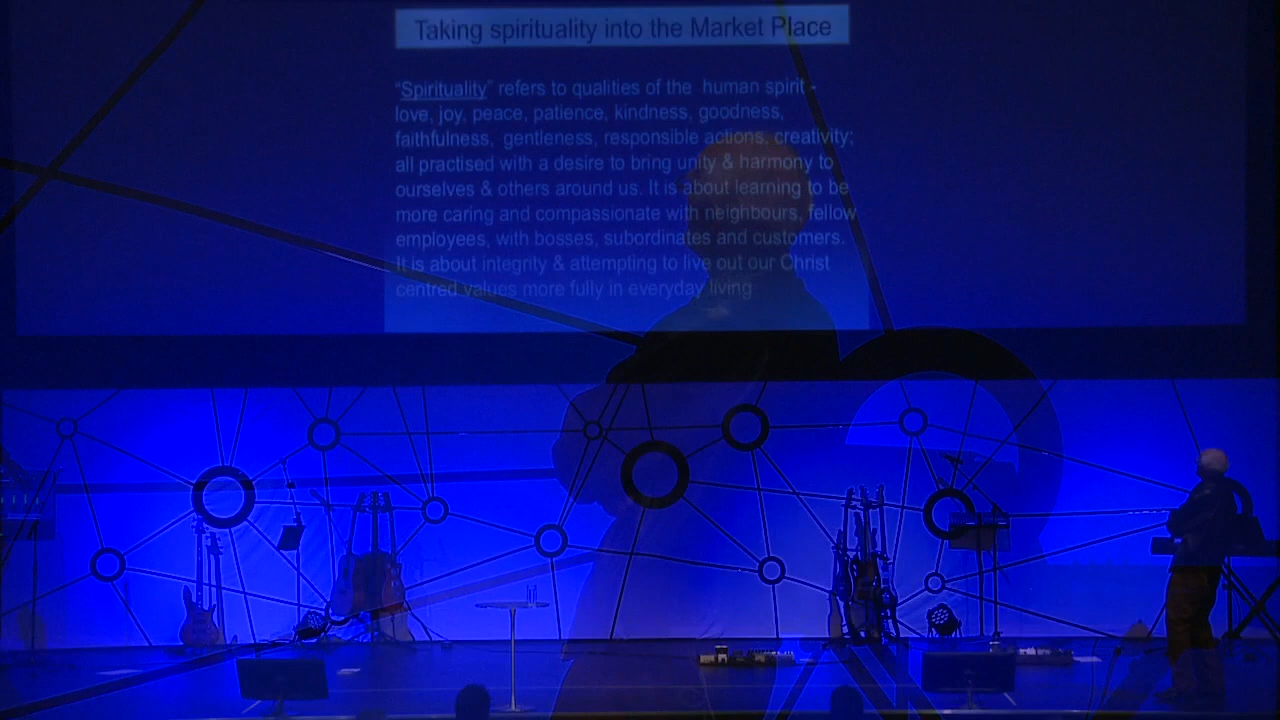 Taking spirituality into the Market Place
“Spirituality” refers to qualities of the human spirit -
love, joy, peace, patience, kindness, goodness,
faithfulness, gentleness, responsible actions, creativity;
all practised with a desire to bring unity & harmony to
ourselves & others around us. It is about learning to be
more caring and compassionate with neighbours, fellow
employees, with bosses, subordinates and customers.
It is about integrity & attempting to live out our Christ
centred values more fully in everyday living